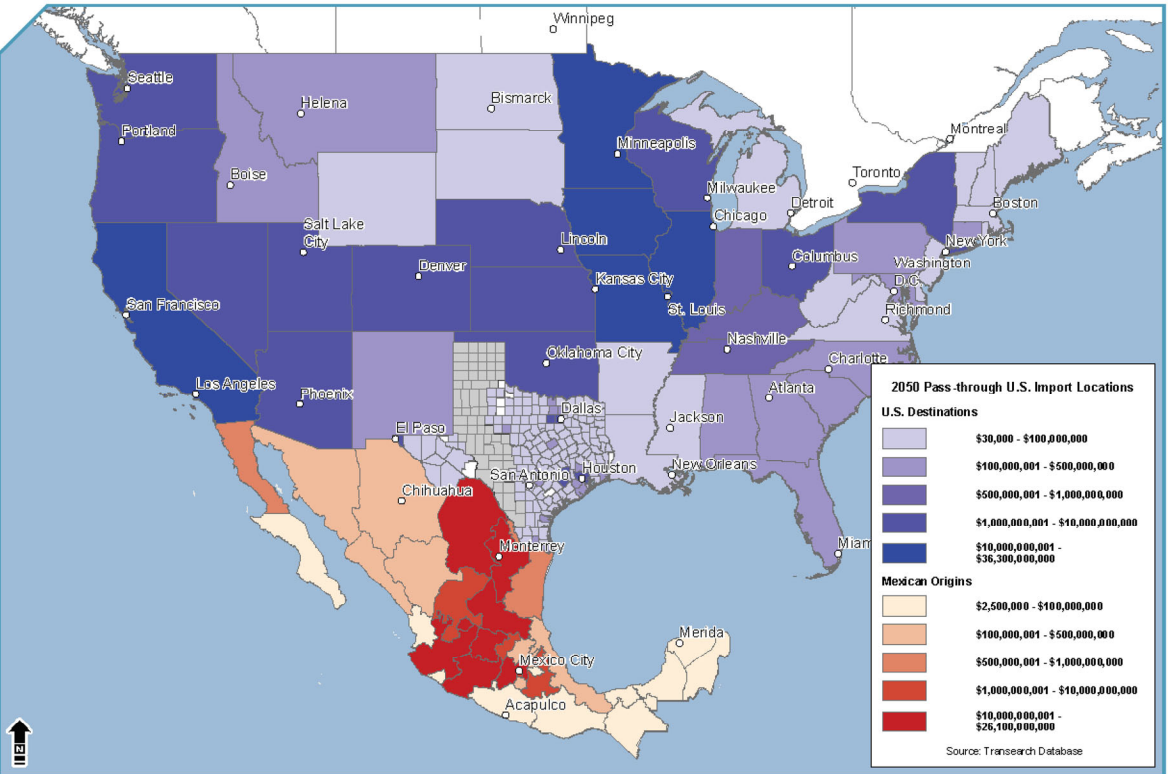 Winnipeg
Seattle
Helena
Bismarck
Portland
Minneapolis
Montreal
Boise
Toronto
Milwaukee
Detroit
Boston
Chicago
Salt Lake
City
Lincoln
New York
Denver
Columbus
Washington
D.C.
Kansas City
San Francisco
St. Louis
Richmond
Nashville
Oklahoma City
Charlotte
Los Angeles
Phoenix
Atlanta
Dallas
Jackson
El Paso
San Antonio
Houston
New Orleans
Chihuahua
Monterrey
Miam
Merida
Mexico City
Acapulco
N
2050 Pass-through U.S. Import Locations
U.S. Destinations
$30,000 - $100,000,000
$100,000,001 - $500,000,000
$500,000,001 - $1,000,000,000
$1,000,000,001 - $10,000,000,000
$10,000,000,001 -
$36,300,000,000
Mexican Origins
$2,500,000 - $100,000,000
$100,000,001 - $500,000,000
$500,000,001 - $1,000,000,000
$1,000,000,001 - $10,000,000,000
$10,000,000,001 -
$26,100,000,000
Source: Transearch Database